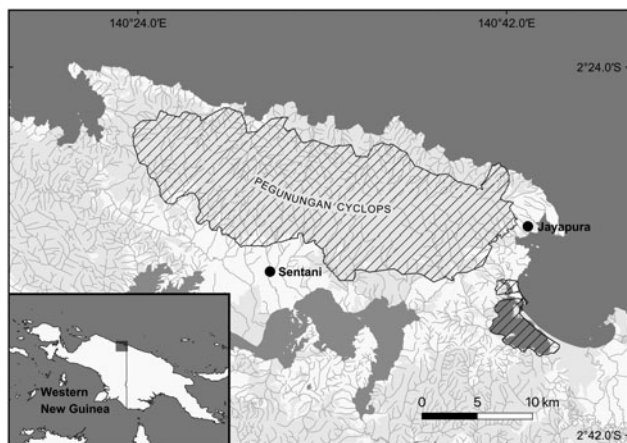 140°24.0'E
140°42.0'E
2°24.0'S
PEGUNUNGAN CYCLOPS
Jayapura
Sentani
Western
New Guinea
0 5 10 km
2°42.0'S